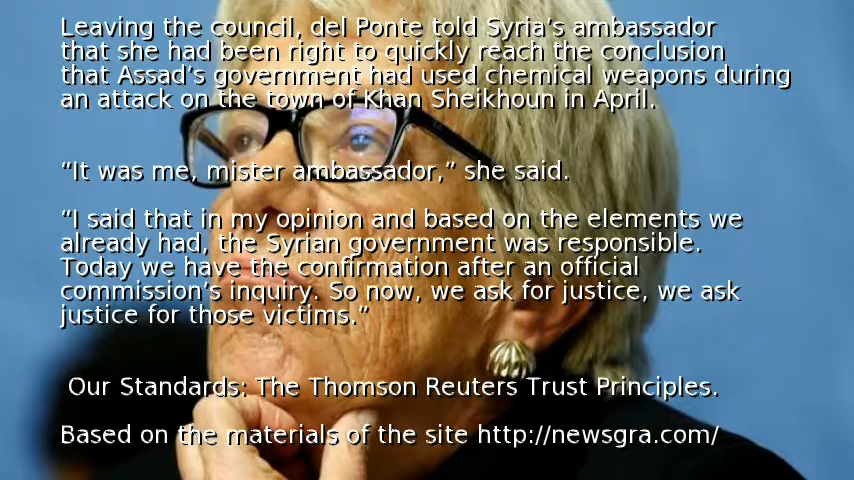 Leaving the council, del Ponte told Syria’s ambassador
that she had been right to quickly reach the conclusion
that Assad’s government had used chemical weapons during
an attack on the town of Khan Sheikhoun in April.
“It was me, mister ambassador,” she said.
“I said that in my opinion and based on the elements we
already had, the Syrian government was responsible.
Today we have the confirmation after an official
commission’s inquiry. So now, we ask for justice, we ask
justice for those victims.”
Our Standards: The Thomson Reuters Trust Principles.
Based on the materials of the site http://newsgra.com/